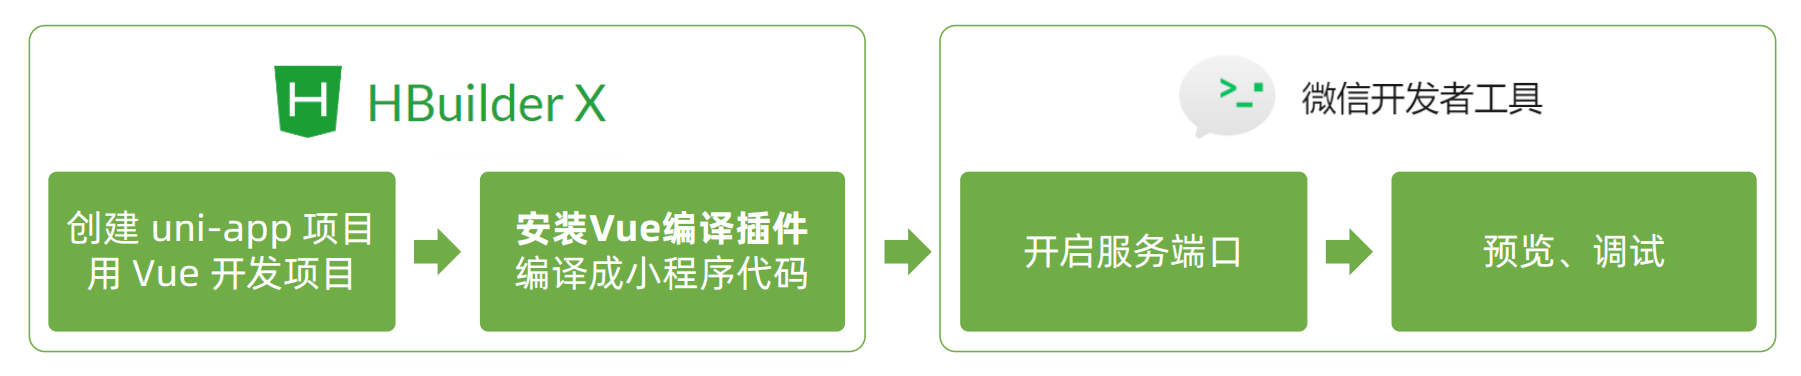 HBuilder X
创建 uni-app 项目
用 Vue 开发项目
安装Vue编译插件
编译成小程序代码
微信开发者工具
开启服务端口
预览、调试